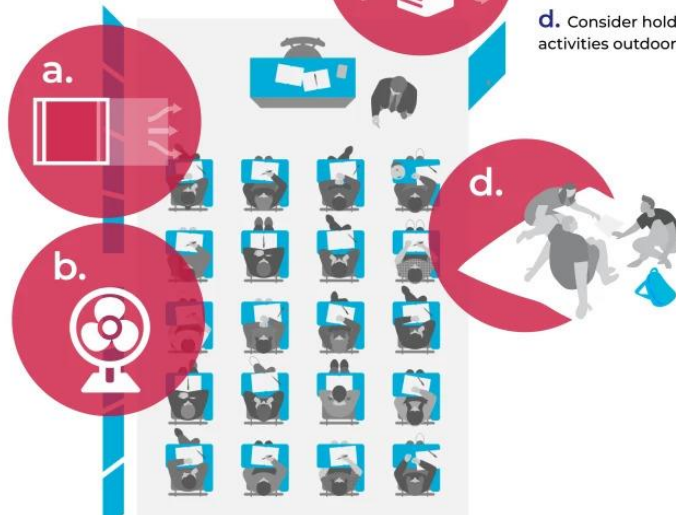 d. Consider hold
activities outdoor
a.
d.
b.